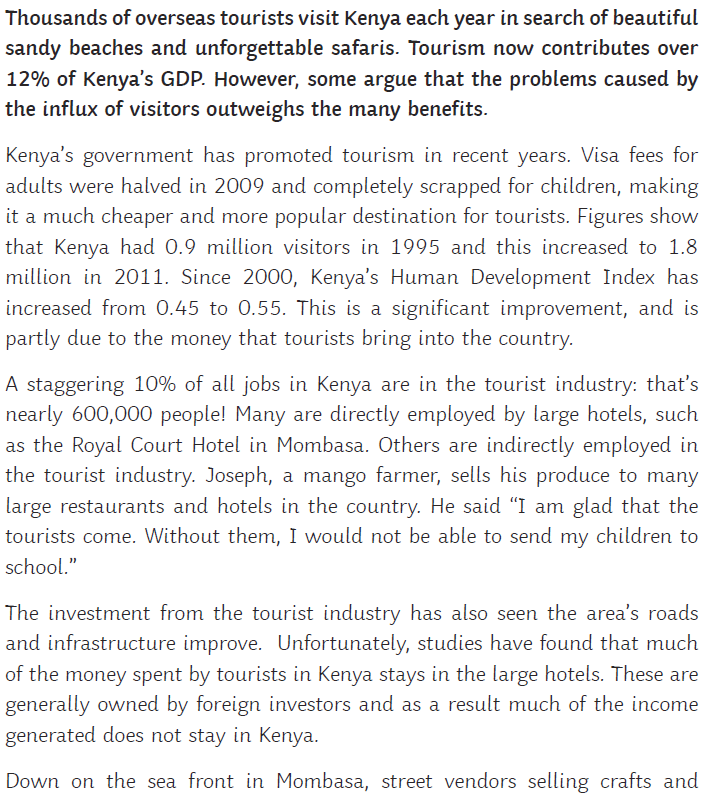 Thousands of overseas tourists visit Kenya each year in search of beautiful
sandy beaches and unforgettable safaris. Tourism now contributes over
12% of Kenya's GDP. However, some argue that the problems caused by
the influx of visitors outweighs the many benefits.
Kenya's government has promoted tourism in recent years. Visa fees for
adults were halved in 2009 and completely scrapped for children, making
it a much cheaper and more popular destination for tourists. Figures show
that Kenya had 0.9 million visitors in 1995 and this increased to 1.8
million in 2011. Since 2000, Kenya's Human Development Index has
increased from 0.45 to 0.55. This is a significant improvement, and is
partly due to the money that tourists bring into the country.
A staggering 10% of all jobs in Kenya are in the tourist industry: that's
nearly 600,000 people! Many are directly employed by large hotels, such
as the Royal Court Hotel in Mombasa. Others are indirectly employed in
the tourist industry. Joseph, a mango farmer, sells his produce to many
large restaurants and hotels in the country. He said “I am glad that the
tourists come. Without them, I would not be able to send my children to
school.”
The investment from the tourist industry has also seen the area's roads
and infrastructure improve.  Unfortunately, studies have found that much
of the money spent by tourists in Kenya stays in the large hotels. These are
generally owned by foreign investors and as a result much of the income
generated does not stay in Kenya.
Down on the sea front in Mombasa, street vendors selling crafts and